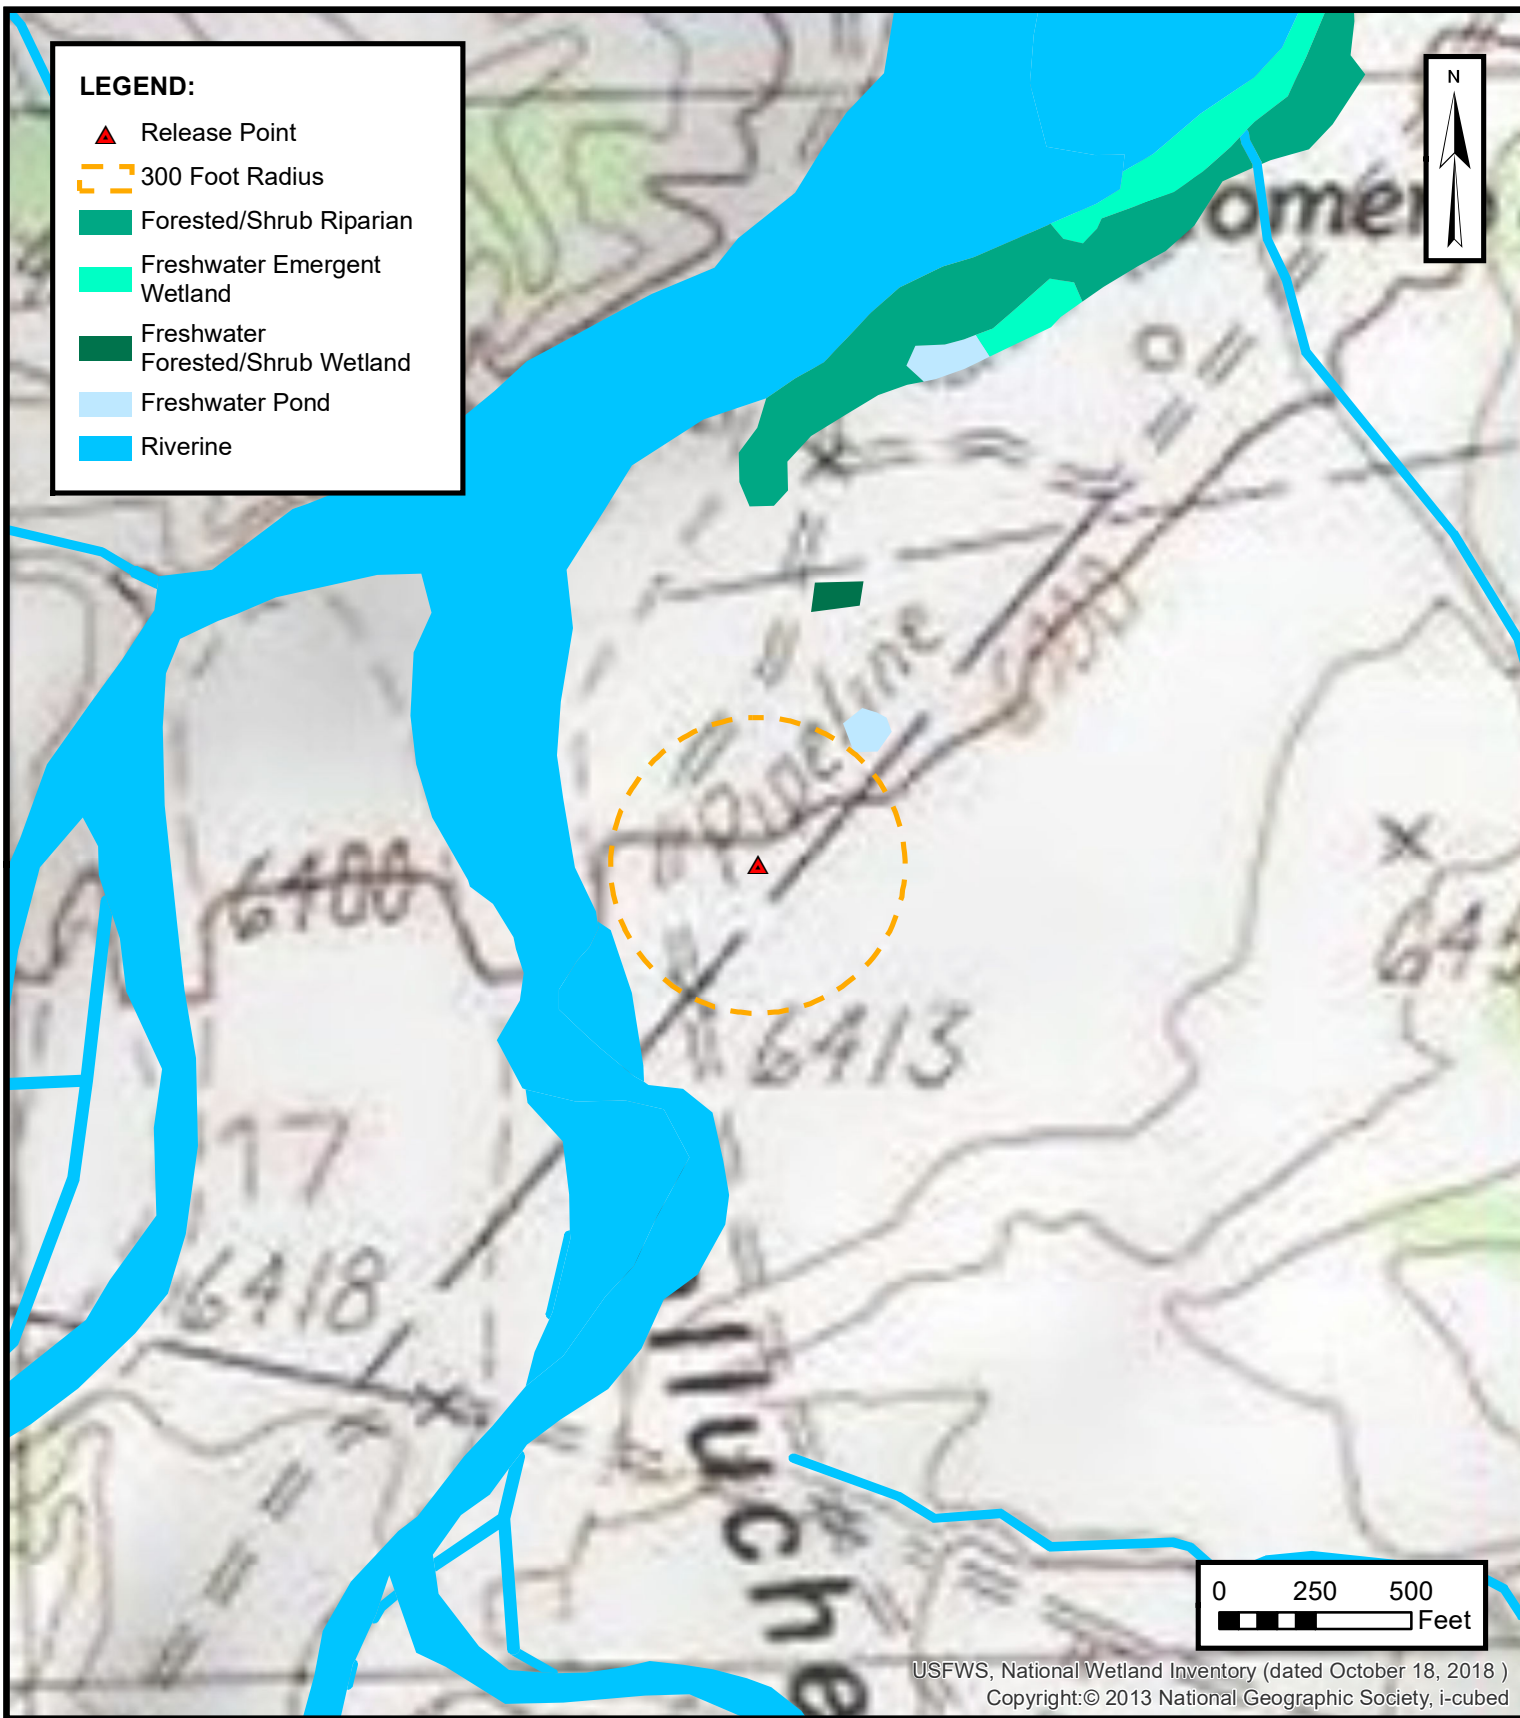 LEGEND:
Release Point
300 Foot Radius
Forested/Shrub Riparian
Freshwater Emergent
Wetland
Freshwater
Forested/Shrub Wetland
Freshwater Pond
Riverine
N
Pipeline
6400
6413
17
6418
0 250 500
Feet
USFWS, National Wetland Inventory (dated October 18, 2018 )
Copyright:© 2013 National Geographic Society, i-cubed